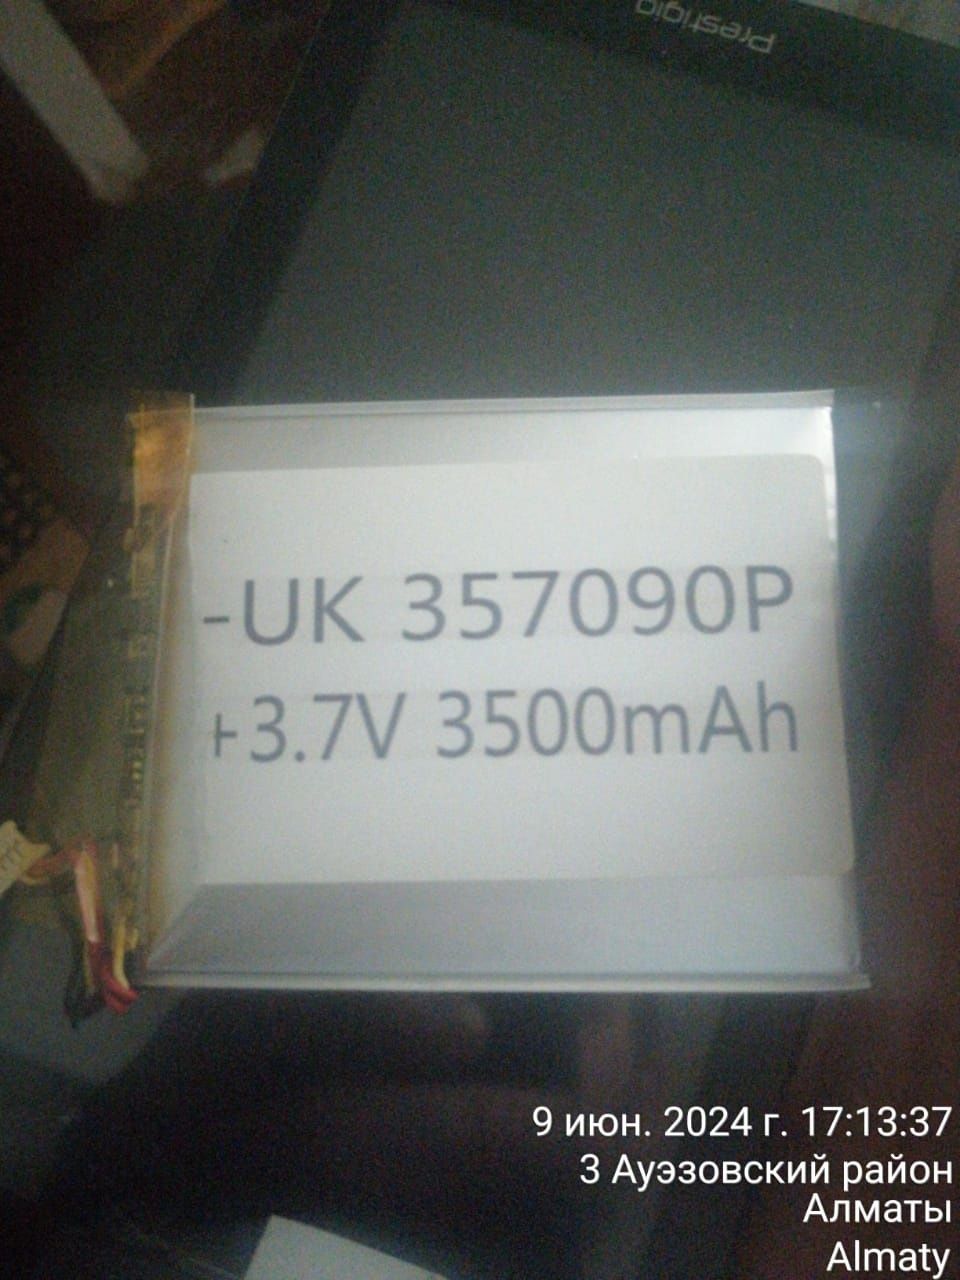 Prestigio
-UK 357090P
+3.7V 3500mAh
9 июн. 2024 г. 17:13:37
3 Ауэзовский район
Алматы
Almaty